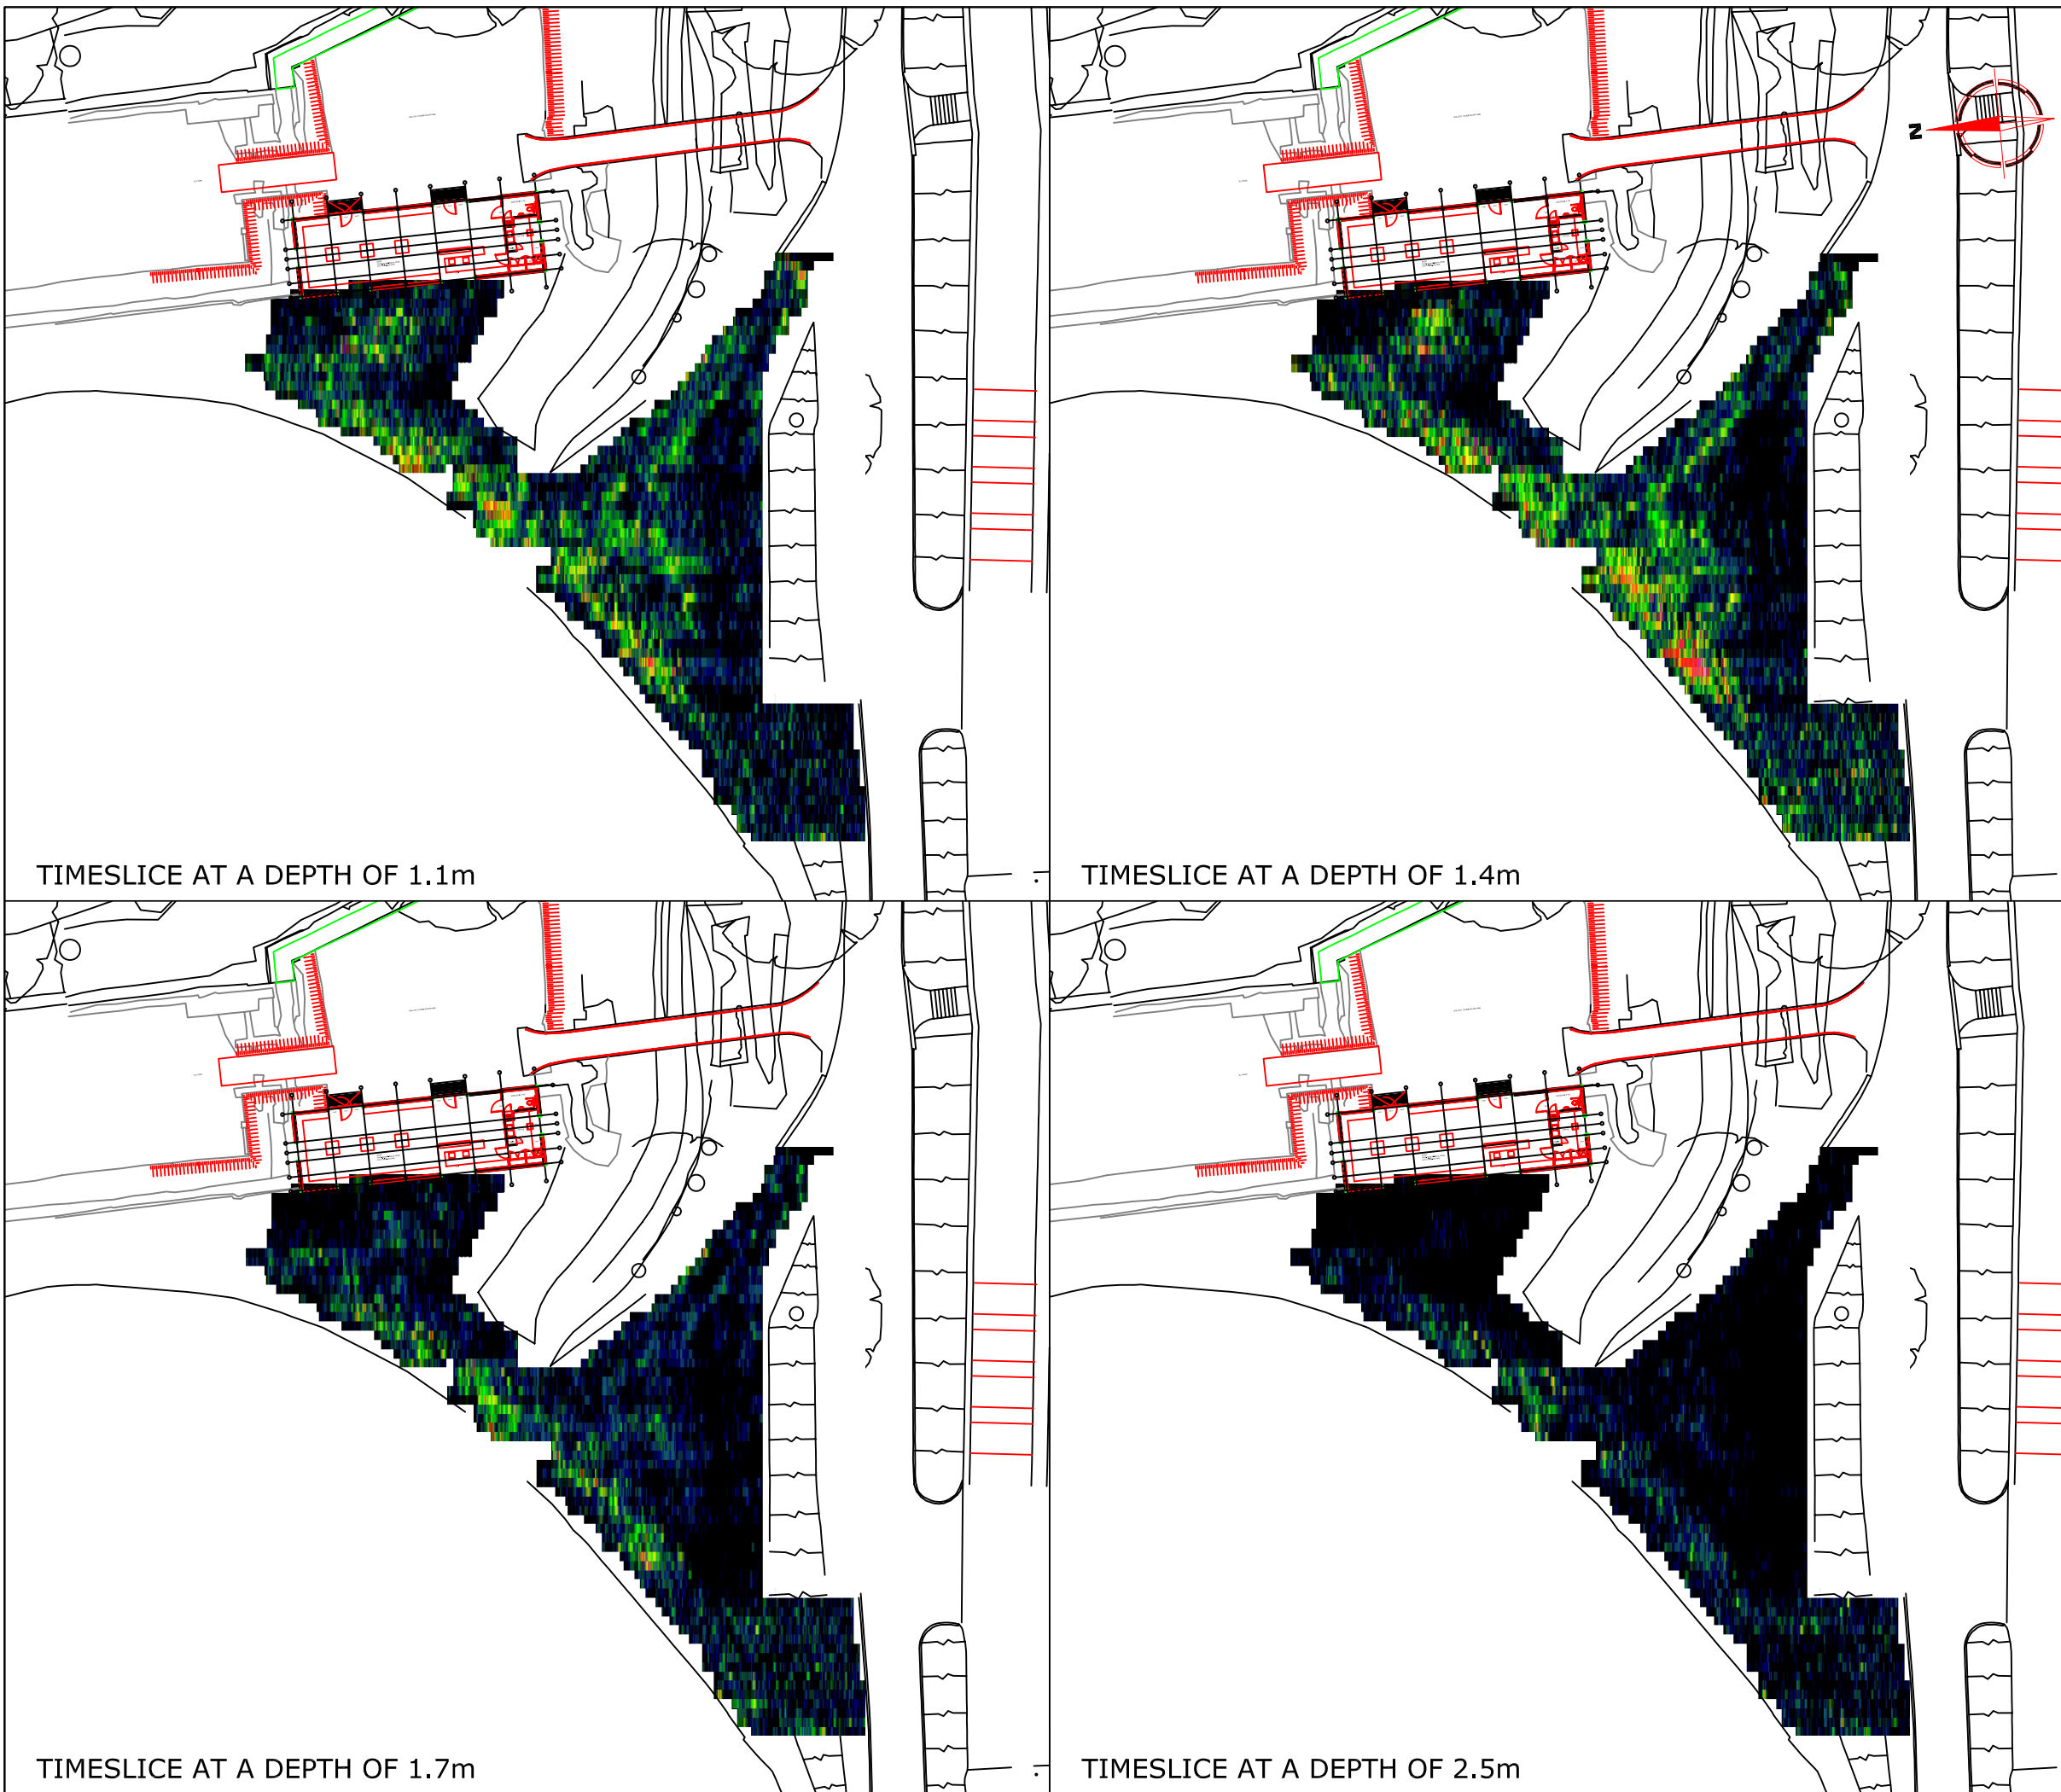 N
TIMESLICE AT A DEPTH OF 1.1m
TIMESLICE AT A DEPTH OF 1.4m
TIMESLICE AT A DEPTH OF 1.7m
TIMESLICE AT A DEPTH OF 2.5m